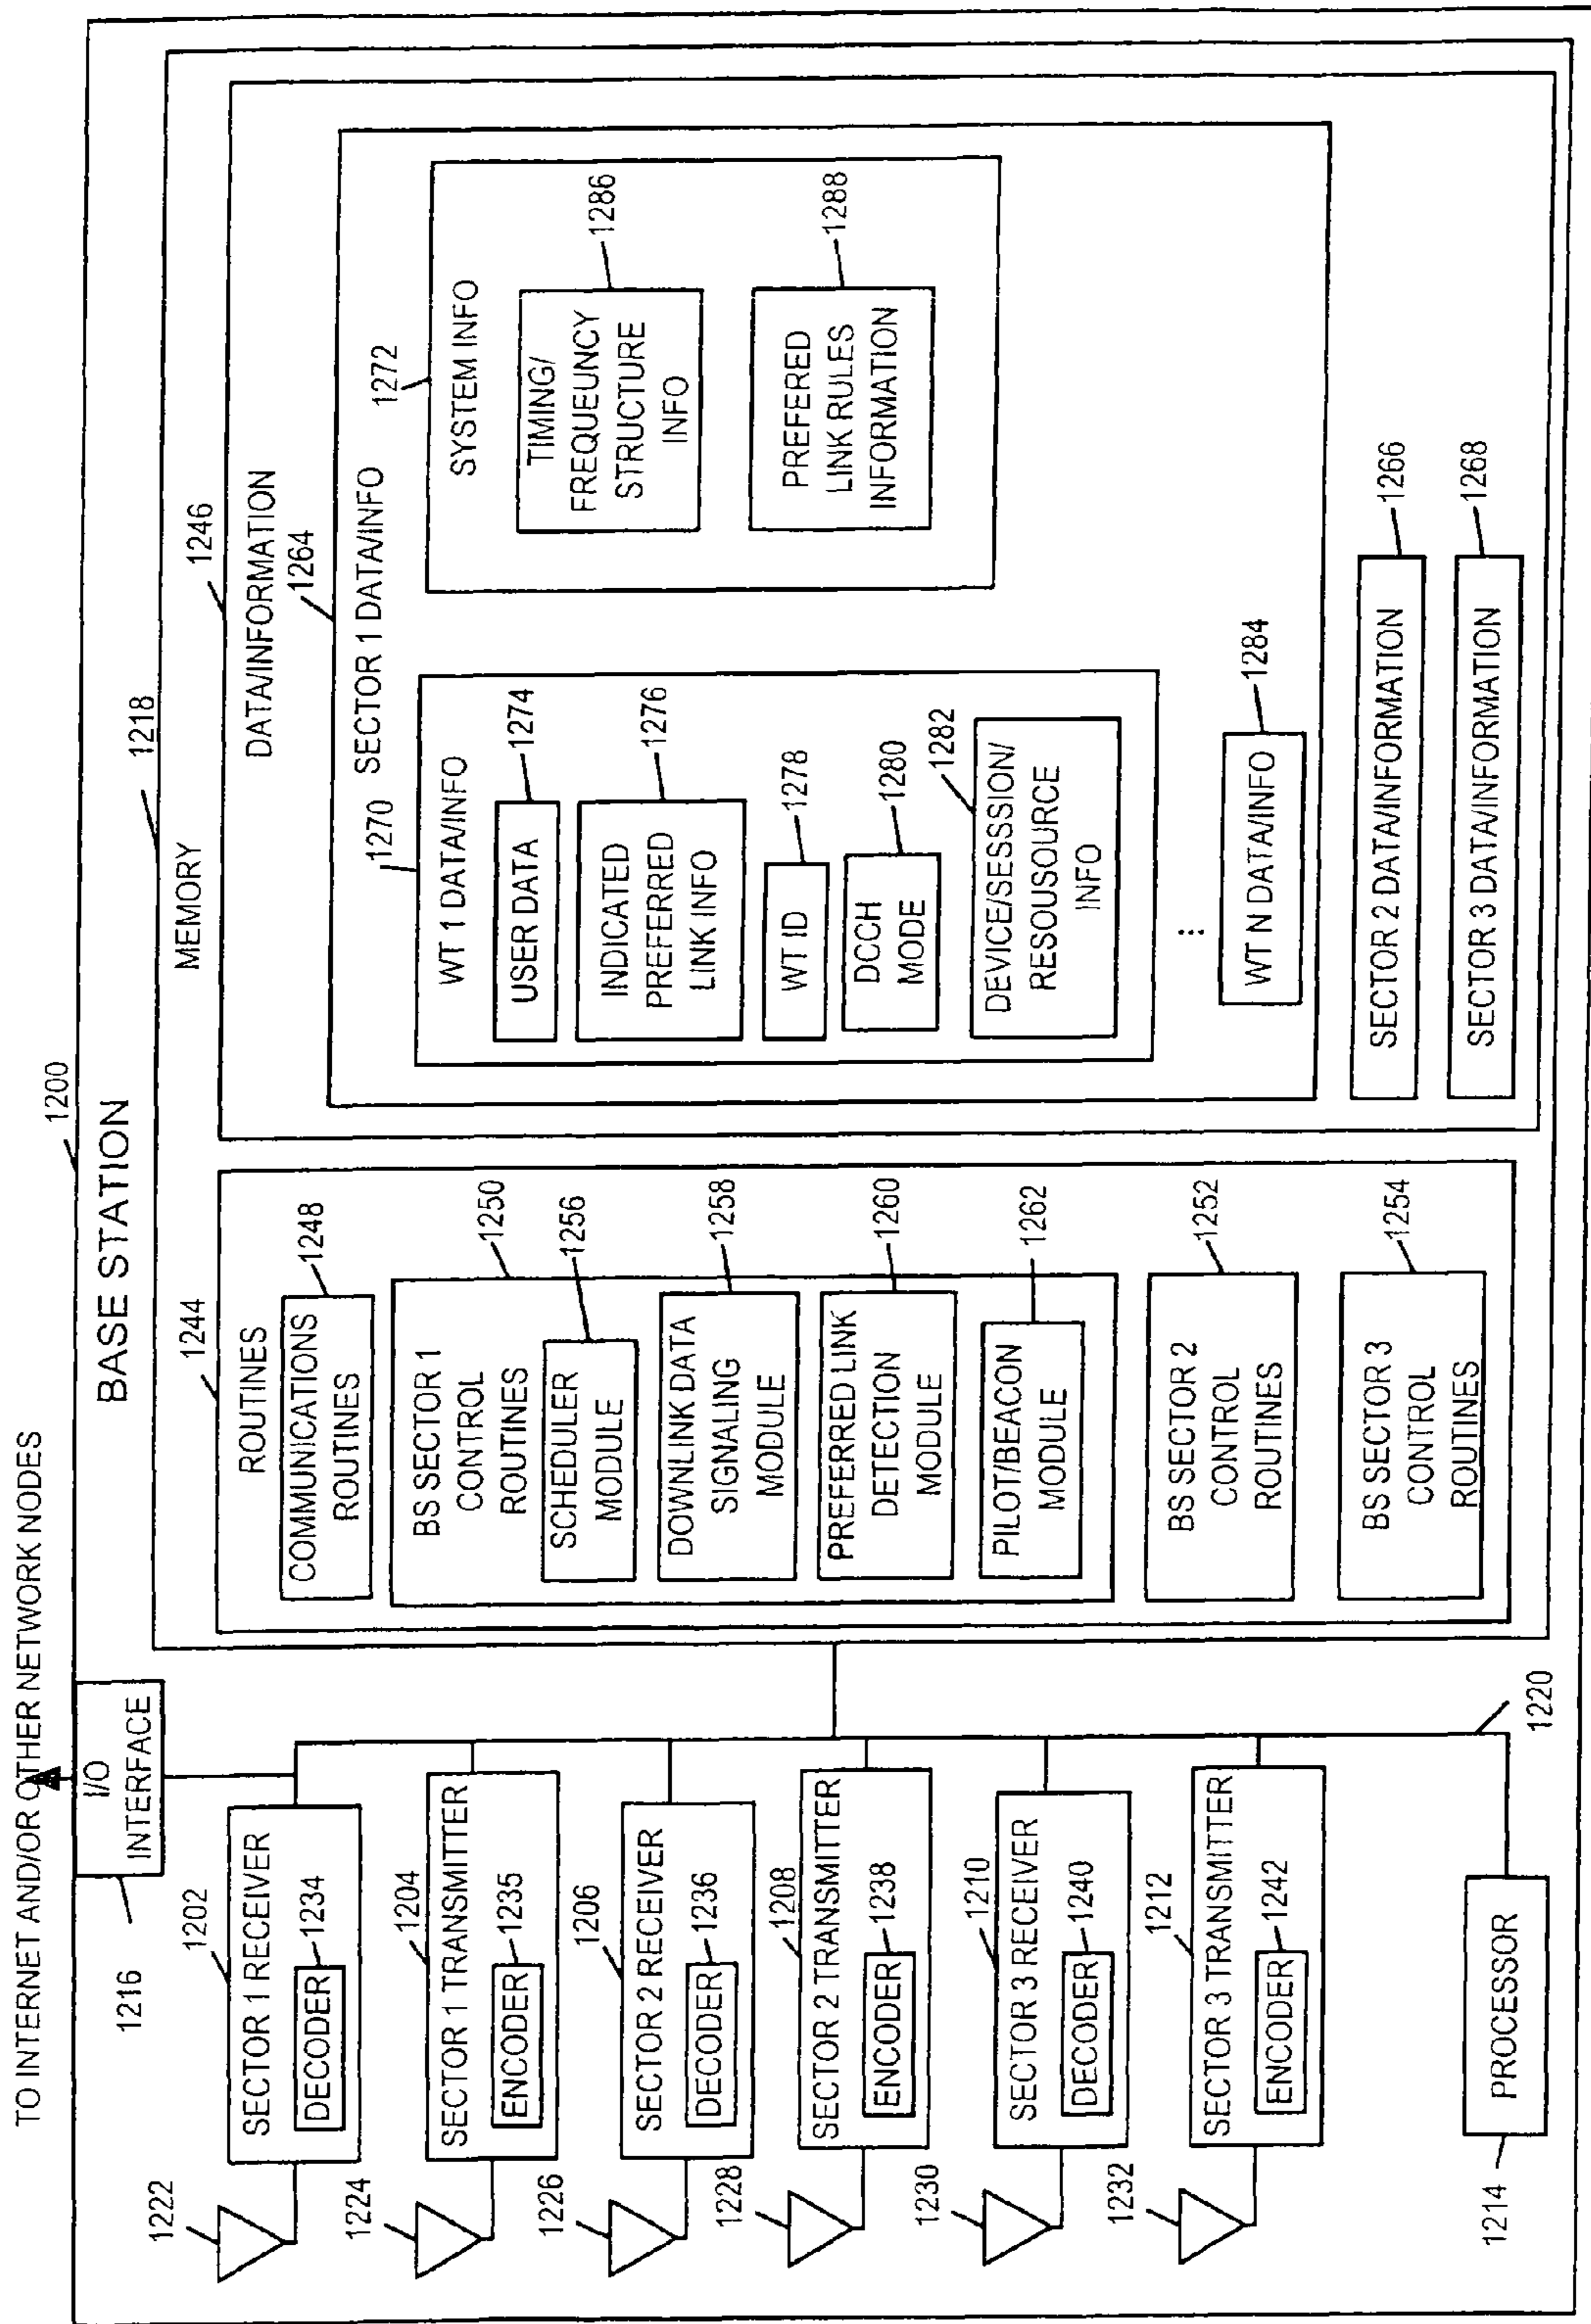 TO INTERNET AND/OR OTHER NETWORK NODES
1216
I/O
INTERFACE
1200
BASE STATION
1222
1202
SECTOR 1 RECEIVER
DECODER
1234
1224
1204
SECTOR 1 TRANSMITTER
ENCODER
1235
1226
1206
SECTOR 2 RECEIVER
DECODER
1236
1228
1208
SECTOR 2 TRANSMITTER
ENCODER
1238
1230
1210
SECTOR 3 RECEIVER
DECODER
1240
1232
1212
SECTOR 3 TRANSMITTER
ENCODER
1242
1214
PROCESSOR
1220
1218
MEMORY
1244
ROUTINES
COMMUNICATIONS
ROUTINES
1248
BS SECTOR 1
CONTROL
ROUTINES
1250
SCHEDULER
MODULE
1256
DOWNLINK DATA
SIGNALING
MODULE
1258
PREFERRED LINK
DETECTION
MODULE
1260
PILOT/BEACON
MODULE
1262
BS SECTOR 2
CONTROL
ROUTINES
1252
BS SECTOR 3
CONTROL
ROUTINES
1254
1246
DATA/INFORMATION
1264
SECTOR 1 DATA/INFO
1270
WT 1 DATA/INFO
USER DATA
1274
INDICATED
PREFERRED
LINK INFO
1276
WT ID
1278
DCCH
MODE
1280
1282
DEVICE/SESSSION/
RESOUSOURCE
INFO
...
WT N DATA/INFO
1284
1272
SYSTEM INFO
TIMING/
FREQUEUNCY
STRUCTURE
INFO
1286
PREFERED
LINK RULES
INFORMATION
1288
SECTOR 2 DATA/INFORMATION
1266
SECTOR 3 DATA/INFORMATION
1268